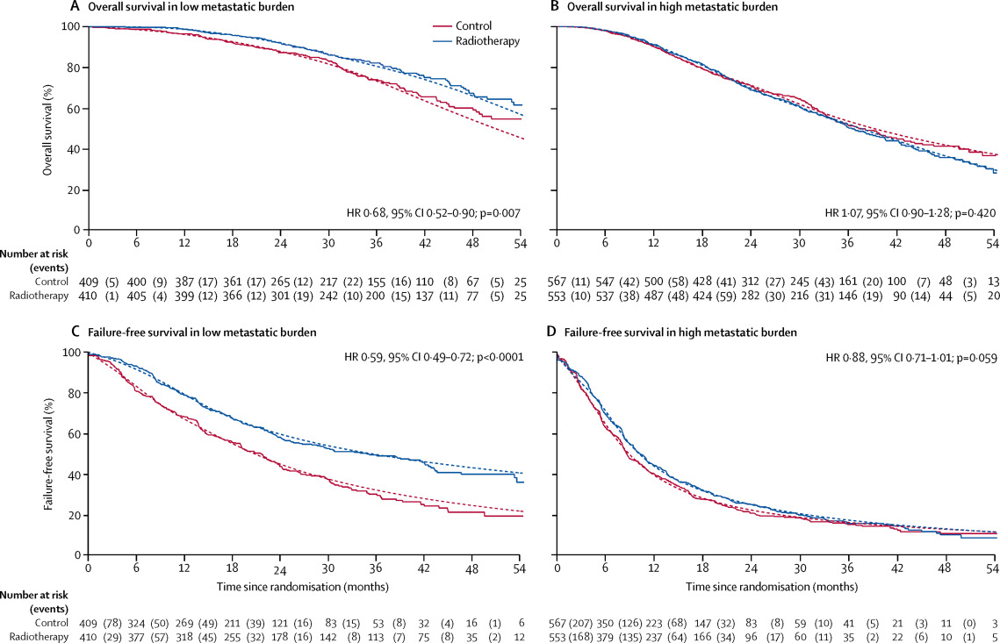 A Overall survival in low metastatic burden
B Overall survival in high metastatic burden
Control
Radiotherapy
Overall survival (%)
100
80
60
40
20
0
HR 0·68, 95% CI 0·52–0·90; p=0·007
HR 1·07, 95% CI 0·90–1·28; p=0·420
0 6 12 18 24 30 36 42 48 54
0 6 12 18 24 30 36 42 48 54
Number at risk
(events)
Control 409 (5) 400 (9) 387 (17) 361 (17) 265 (12) 217 (22) 155 (16) 110 (8) 67 (5) 25
567 (11) 547 (42) 500 (58) 428 (41) 312 (27) 245 (43) 161 (20) 100 (7) 48 (3) 13
Radiotherapy 410 (1) 405 (4) 399 (12) 366 (12) 301 (19) 242 (10) 200 (15) 137 (11) 77 (5) 25
553 (10) 537 (38) 487 (48) 424 (59) 282 (30) 216 (31) 146 (19) 90 (14) 44 (5) 20
C Failure-free survival in low metastatic burden
D Failure-free survival in high metastatic burden
Failure-free survival (%)
100
80
60
40
20
0
HR 0·59, 95% CI 0·49–0·72; p<0·0001
HR 0·88, 95% CI 0·71–1·01; p=0·059
0 6 12 18 24 30 36 42 48 54
0 6 12 18 24 30 36 42 48 54
Time since randomisation (months)
Time since randomisation (months)
Number at risk
(events)
Control 409 (78) 324 (50) 269 (49) 211 (39) 121 (16) 83 (15) 53 (8) 32 (4) 16 (1) 6
567 (207) 350 (126) 223 (68) 147 (32) 83 (8) 59 (10) 41 (5) 21 (3) 11 (0) 3
Radiotherapy 410 (29) 377 (57) 318 (45) 255 (32) 178 (16) 142 (8) 113 (7) 75 (8) 35 (2) 12
553 (168) 379 (135) 237 (64) 166 (34) 96 (17) 60 (11) 35 (2) 22 (6) 10 (1) 5